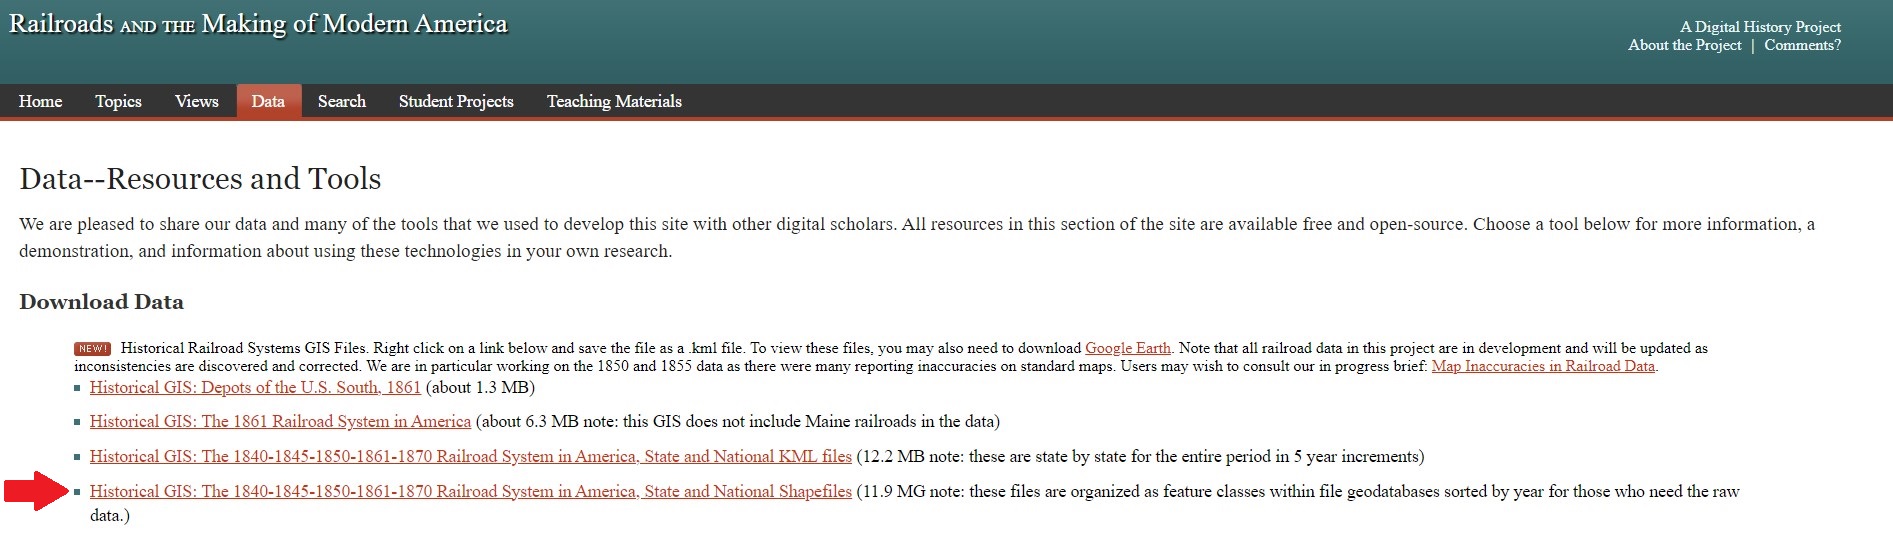 Railroads AND THE Making of Modern America
A Digital History Project
About the Project | Comments?
Home Topics Views Data Search Student Projects Teaching Materials
Data--Resources and Tools
We are pleased to share our data and many of the tools that we used to develop this site with other digital scholars. All resources in this section of the site are available free and open-source. Choose a tool below for more information, a
demonstration, and information about using these technologies in your own research.
Download Data
NEW! Historical Railroad Systems GIS Files. Right click on a link below and save the file as a .kml file. To view these files, you may also need to download Google Earth. Note that all railroad data in this project are in development and will be updated as
inconsistencies are discovered and corrected. We are in particular working on the 1850 and 1855 data as there were many reporting inaccuracies on standard maps. Users may wish to consult our in progress brief: Map Inaccuracies in Railroad Data.
Historical GIS: Depots of the U.S. South, 1861 (about 1.3 MB)
Historical GIS: The 1861 Railroad System in America (about 6.3 MB note: this GIS does not include Maine railroads in the data)
Historical GIS: The 1840-1845-1850-1861-1870 Railroad System in America, State and National KML files (12.2 MB note: these are state by state for the entire period in 5 year increments)
Historical GIS: The 1840-1845-1850-1861-1870 Railroad System in America, State and National Shapefiles (11.9 MG note: these files are organized as feature classes within file geodatabases sorted by year for those who need the raw
data.)